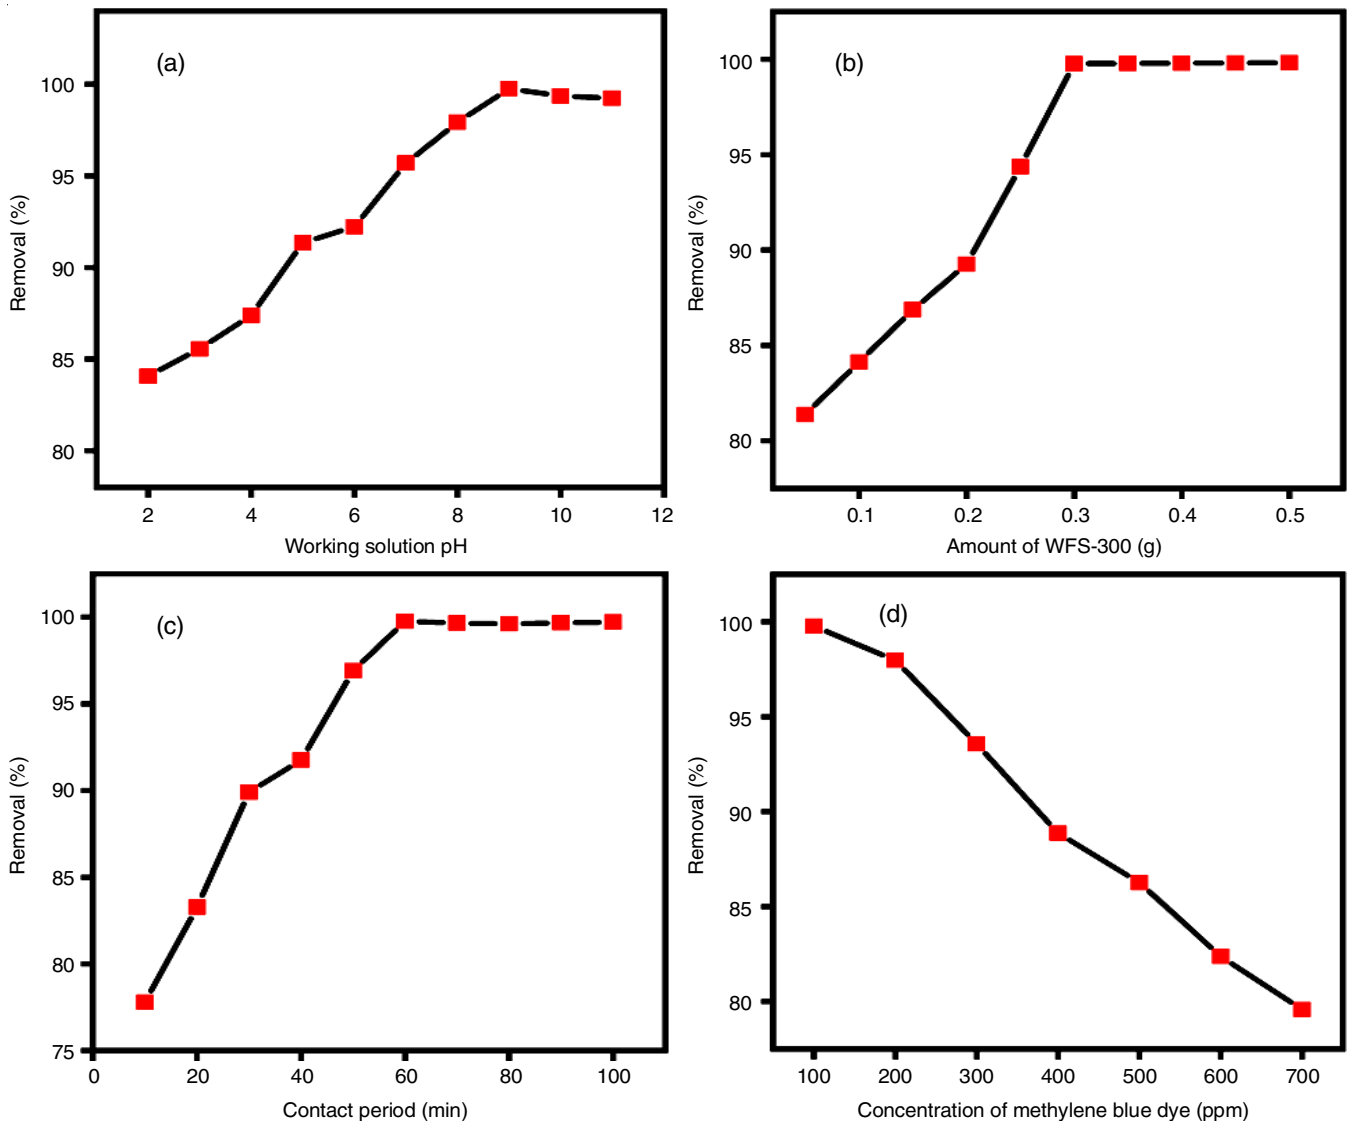 (a)
100
95
90
85
80
Removal (%)
2 4 6 8 10 12
Working solution pH
(b)
100
95
90
85
80
Removal (%)
0.1 0.2 0.3 0.4 0.5
Amount of WFS-300 (g)
(c)
100
95
90
85
80
75
Removal (%)
0 20 40 60 80 100
Contact period (min)
(d)
100
95
90
85
80
Removal (%)
100 200 300 400 500 600 700
Concentration of methylene blue dye (ppm)